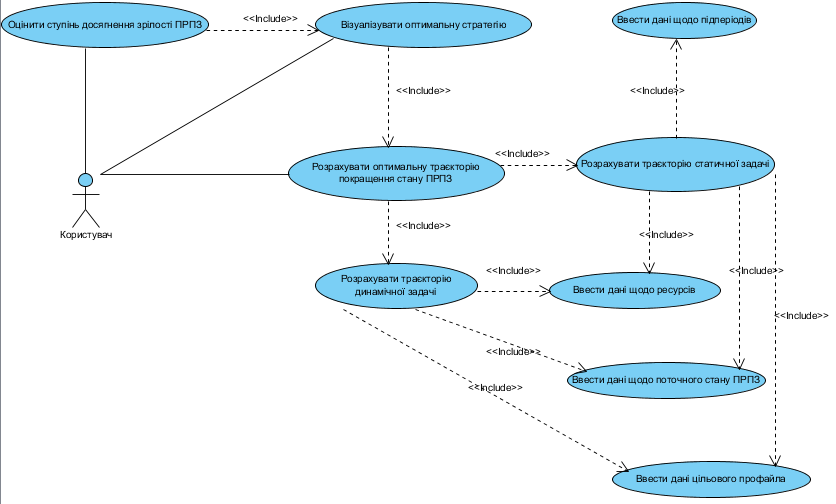 Оцінити ступінь досягнення зрілості ПРПЗ
<<Include>>
Візуалізувати оптимальну стратегію
Ввести дані щодо підперіодів
<<Include>>
<<Include>>
<<Include>>
Розрахувати оптимальну траєкторію
покращення стану ПРПЗ
Розрахувати траєкторію статичної задачі
Користувач
<<Include>>
<<Include>>
<<Include>>
<<Include>>
Розрахувати траєкторію
динамічної задачі
Ввести дані щодо ресурсів
<<Include>>
<<Include>>
<<Include>>
Ввести дані щодо поточного стану ПРПЗ
Ввести дані цільового профайла